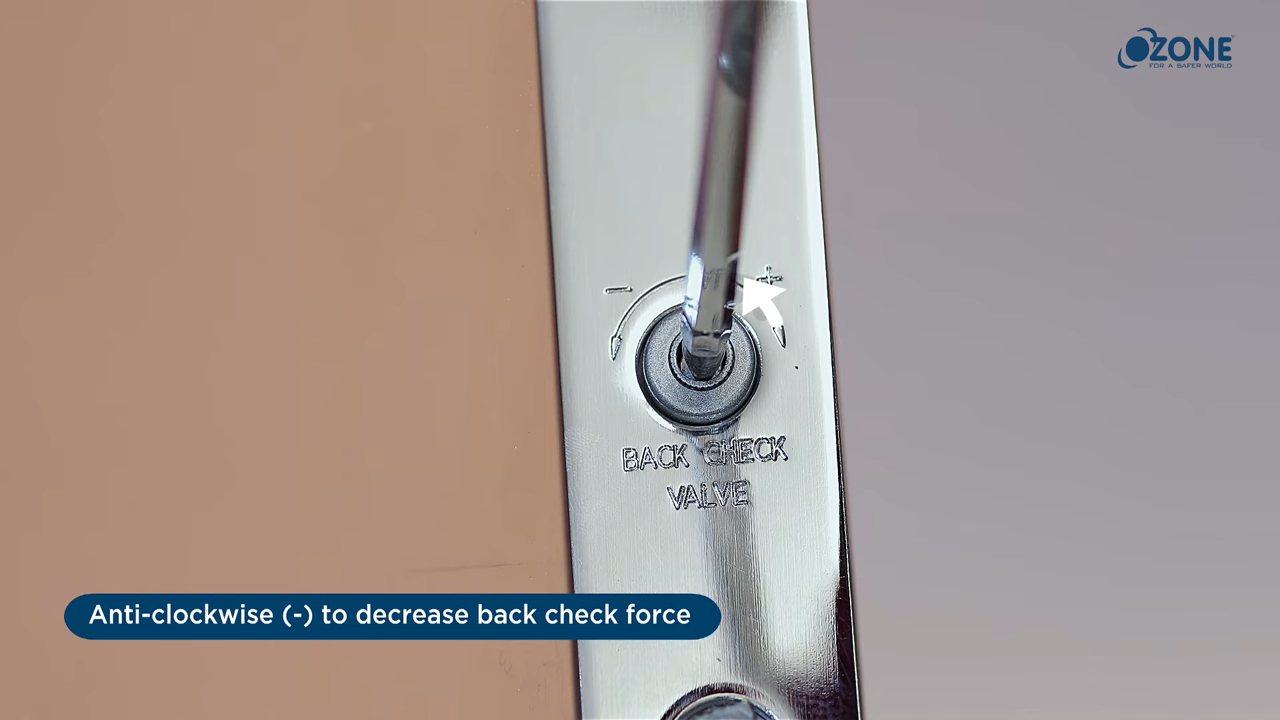 OZONE
FOR A SAFER WORLD
- +
BACK CHECK
VALVE
Anti-clockwise (-) to decrease back check force